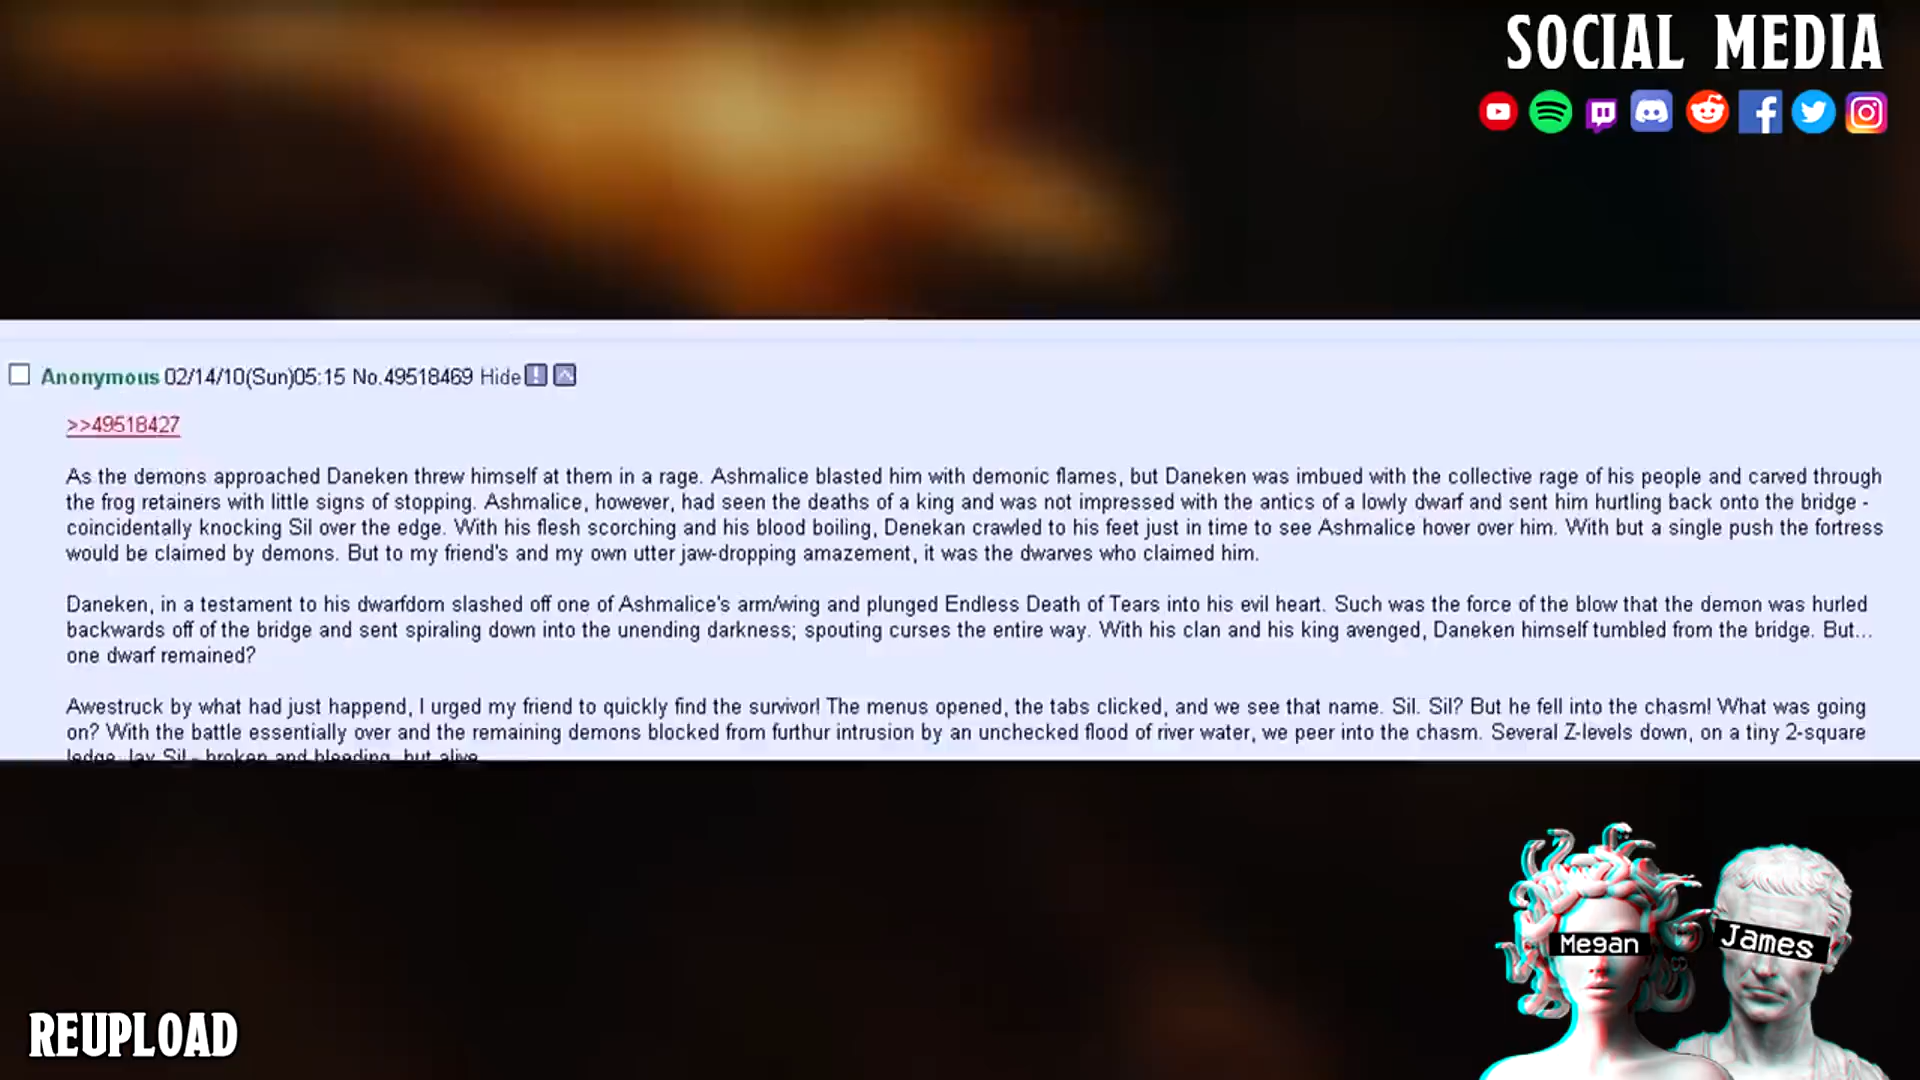 SOCIAL MEDIA
Anonymous 02/14/10(Sun)05:15 No.49518469 Hide
>>49518427
As the demons approached Daneken threw himself at them in a rage. Ashmalice blasted him with demonic flames, but Daneken was imbued with the collective rage of his people and carved through
the frog retainers with little signs of stopping. Ashmalice, however, had seen the deaths of a king and was not impressed with the antics of a lowly dwarf and sent him hurtling back onto the bridge -
coincidentally knocking Sil over the edge. With his flesh scorching and his blood boiling, Denekan crawled to his feet just in time to see Ashmalice hover over him. With but a single push the fortress
would be claimed by demons. But to my friend's and my own utter jaw-dropping amazement, it was the dwarves who claimed him.
Daneken, in a testament to his dwarfdom slashed off one of Ashmalice's arm/wing and plunged Endless Death of Tears into his evil heart. Such was the force of the blow that the demon was hurled
backwards off of the bridge and sent spiraling down into the unending darkness; spouting curses the entire way. With his clan and his king avenged, Daneken himself tumbled from the bridge. But...
one dwarf remained?
Awestruck by what had just happend, I urged my friend to quickly find the survivor! The menus opened, the tabs clicked, and we see that name. Sil. Sil? But he fell into the chasm! What was going
on? With the battle essentially over and the remaining demons blocked from furthur intrusion by an unchecked flood of river water, we peer into the chasm. Several Z-levels down, on a tiny 2-square
ledge, lay Sil - broken and bleeding, but alive.
Megan
James
REUPLOAD